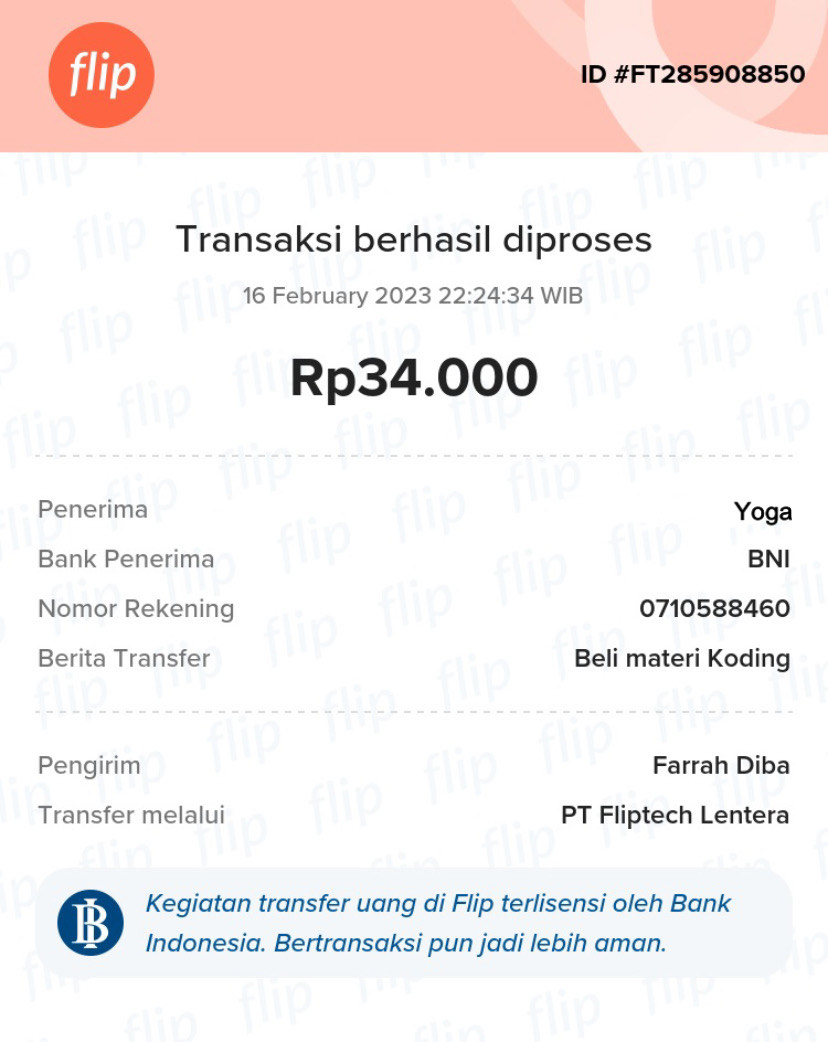 flip
ID #FT285908850
Transaksi berhasil diproses
16 February 2023 22:24:34 WIB
Rp34.000
Penerima Yoga
Bank Penerima BNI
Nomor Rekening 0710588460
Berita Transfer Beli materi Koding
Pengirim Farrah Diba
Transfer melalui PT Fliptech Lentera
Kegiatan transfer uang di Flip terlisensi oleh Bank
Indonesia. Bertransaksi pun jadi lebih aman.